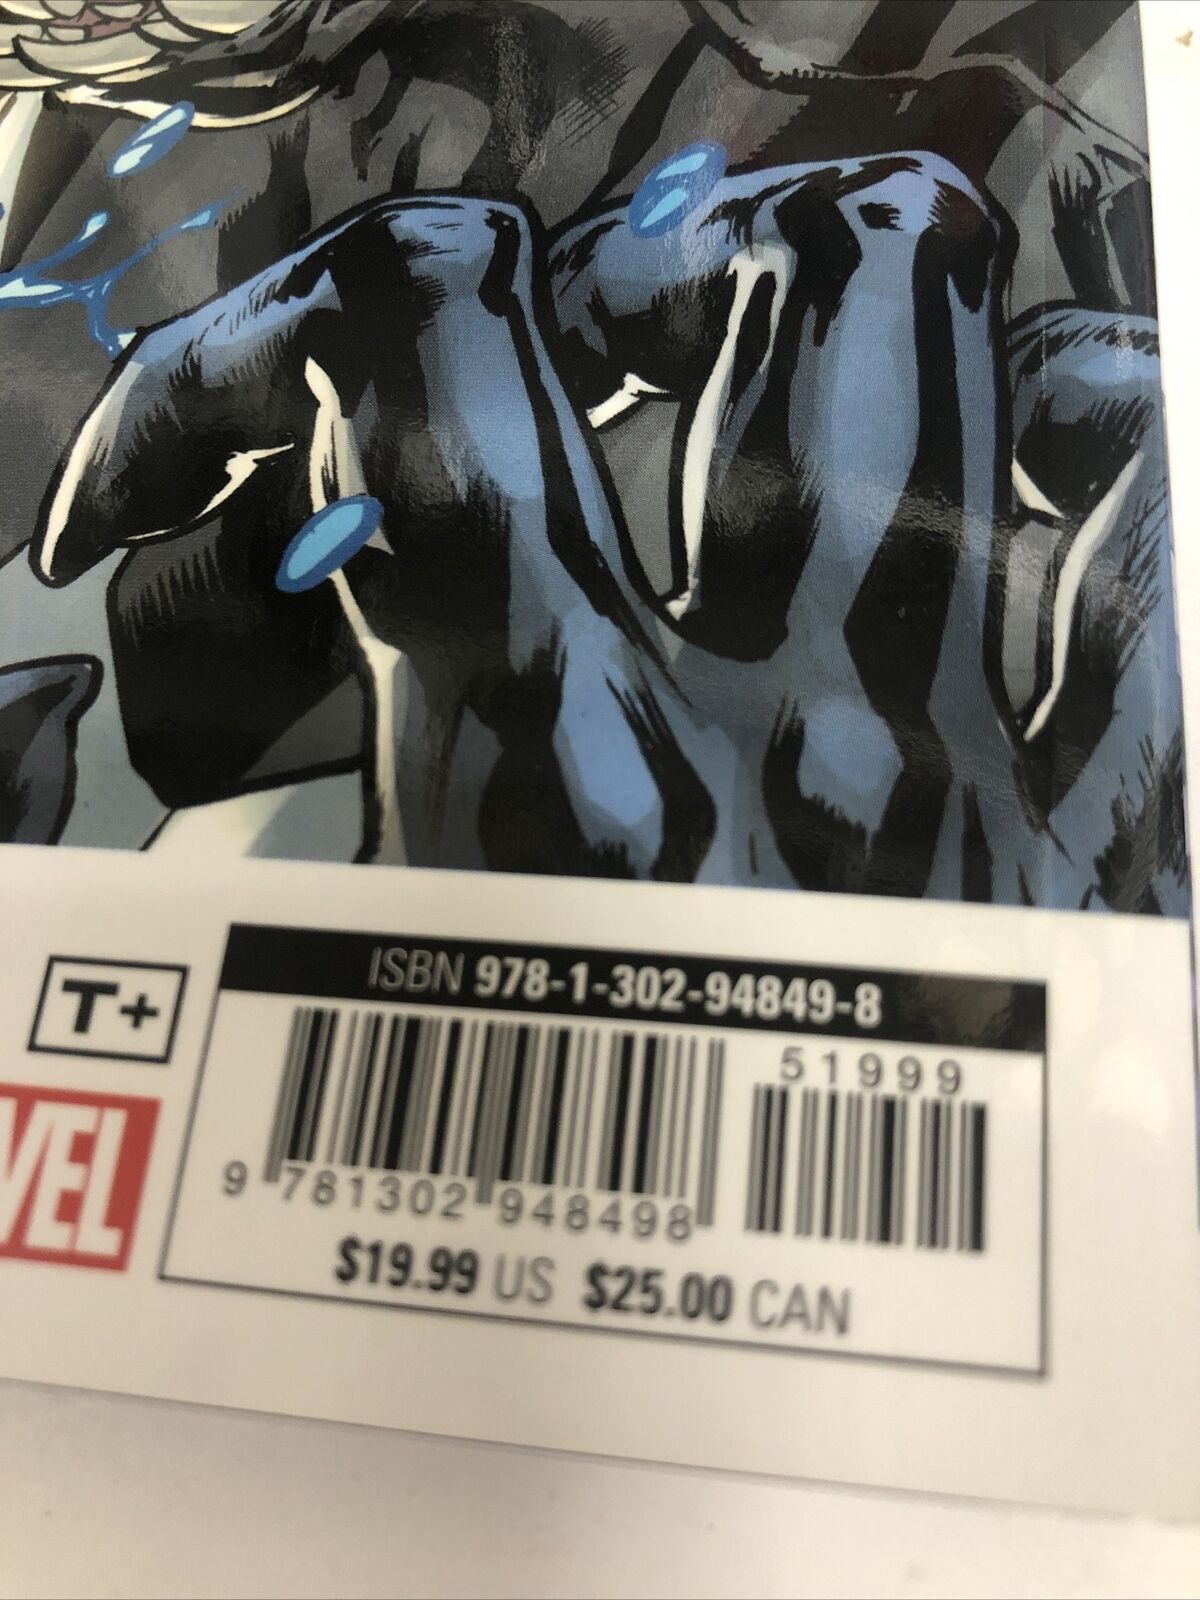 T+
VEL
ISBN 978-1-302-94849-8
51999
9 781302 948498
$19.99 US $25.00 CAN